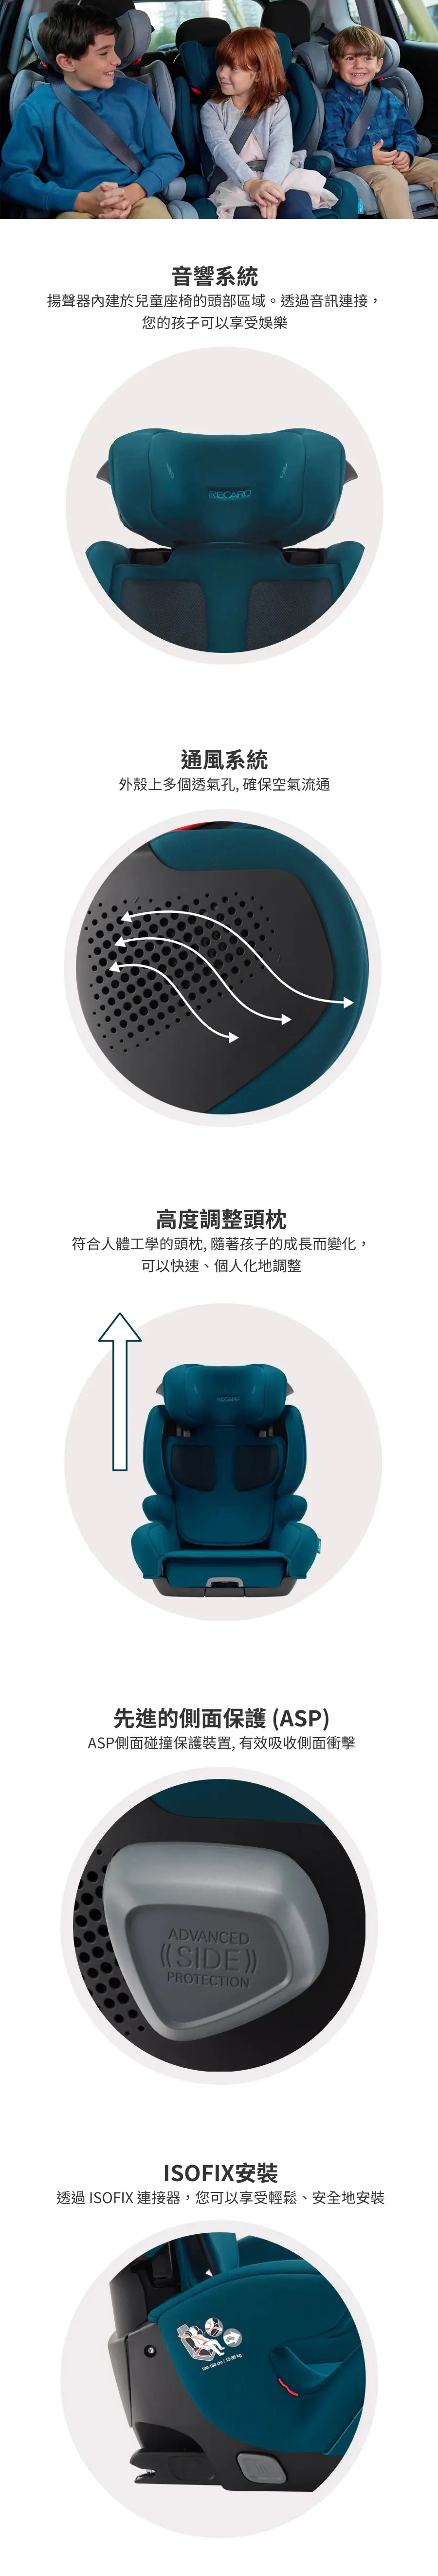 音響系統
揚聲器內建於兒童座椅的頭部區域。透過音訊連接，
您的孩子可以享受娛樂
RECARO
通風系統
外殼上多個透氣孔, 確保空氣流通
高度調整頭枕
符合人體工學的頭枕, 隨著孩子的成長而變化，
可以快速、個人化地調整
RECARO
先進的側面保護 (ASP)
ASP側面碰撞保護裝置, 有效吸收側面衝擊
ADVANCED
((SIDE))
PROTECTION
ISOFIX安裝
透過 ISOFIX 連接器，您可以享受輕鬆、安全地安裝
100-150 cm / 15-36 kg